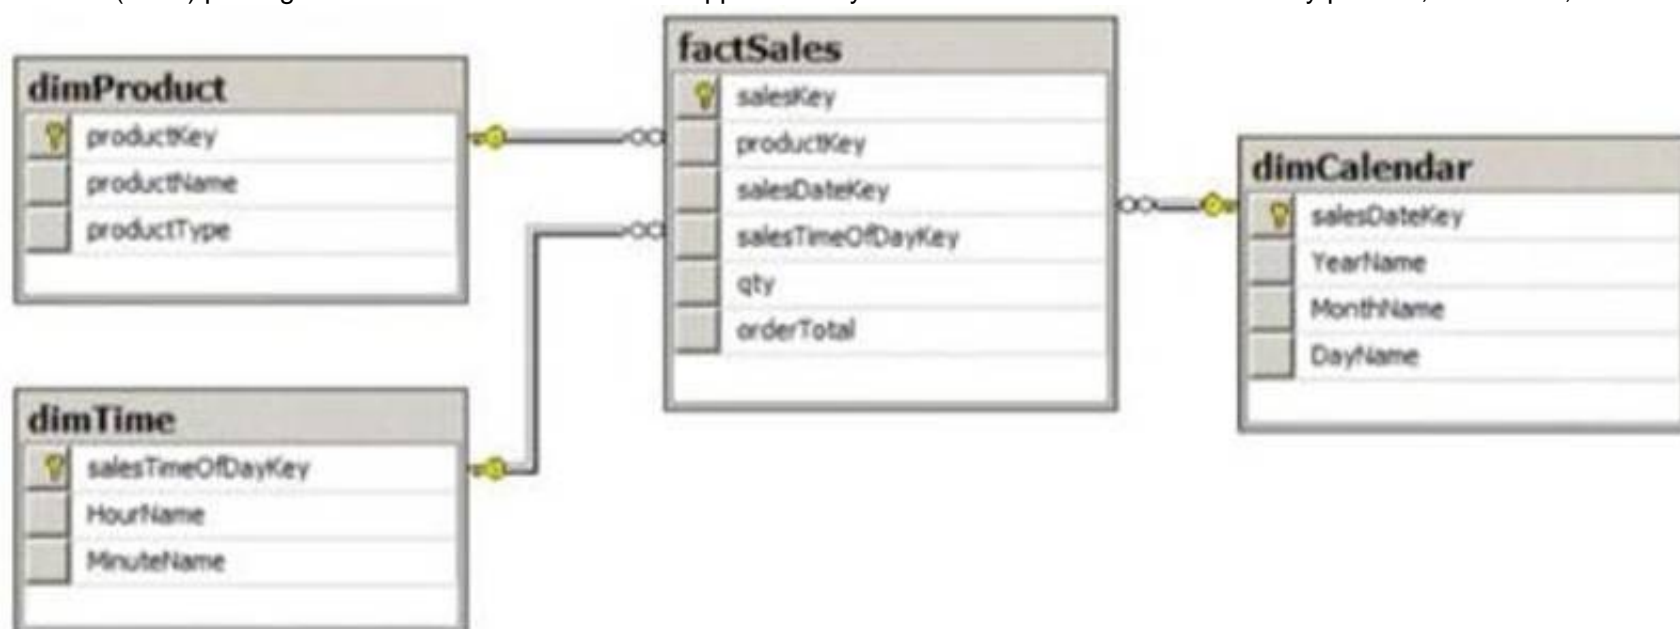 dimProduct
productKey
productName
productType
factSales
salesKey
productKey
salesDateKey
salesTimeOfDayKey
qty
orderTotal
dimCalendar
salesDateKey
YearName
MonthName
DayName
dimTime
salesTimeOfDayKey
HourName
MinuteName